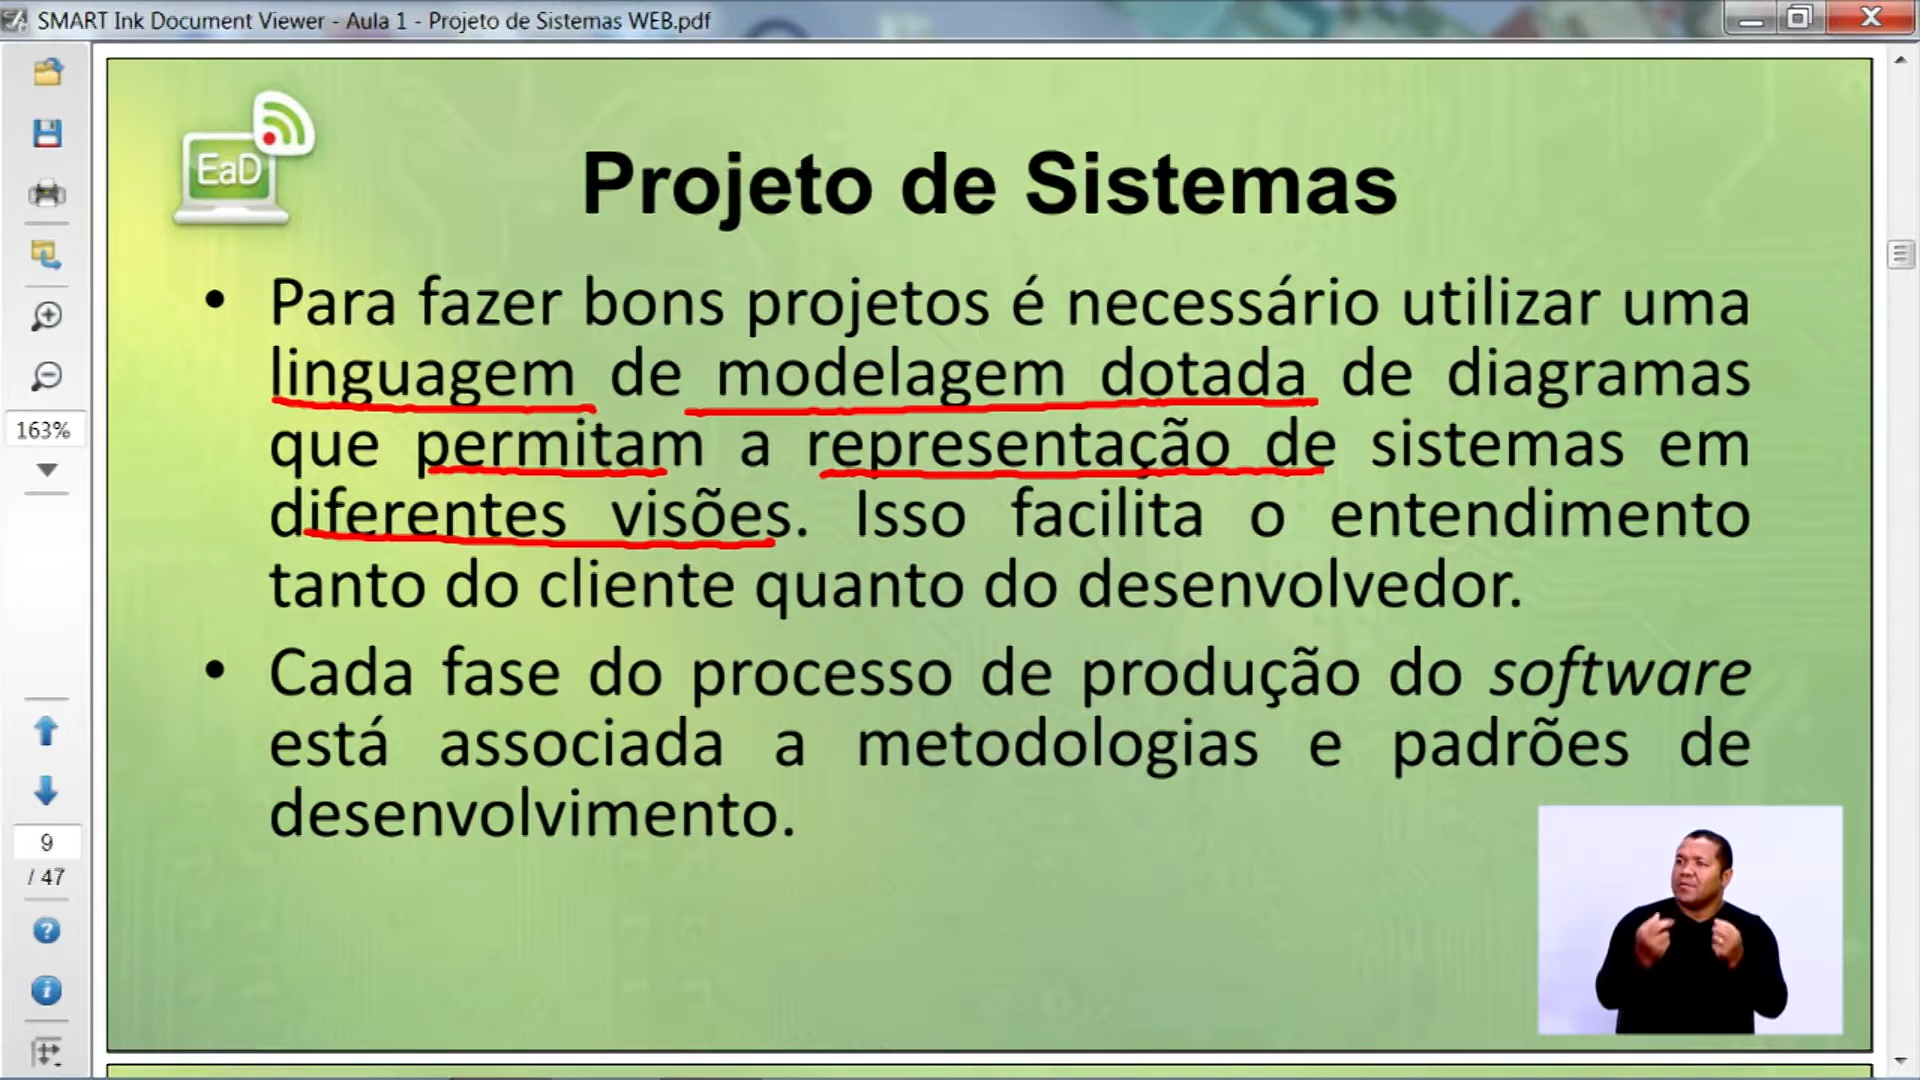 SMART Ink Document Viewer - Aula 1 - Projeto de Sistemas WEB.pdf
EaD
Projeto de Sistemas
• Para fazer bons projetos é necessário utilizar uma
linguagem de modelagem dotada de diagramas
que permitam a representação de sistemas em
diferentes visões. Isso facilita o entendimento
tanto do cliente quanto do desenvolvedor.
• Cada fase do processo de produção do software
está associada a metodologias e padrões de
desenvolvimento.
163%
9
/ 47